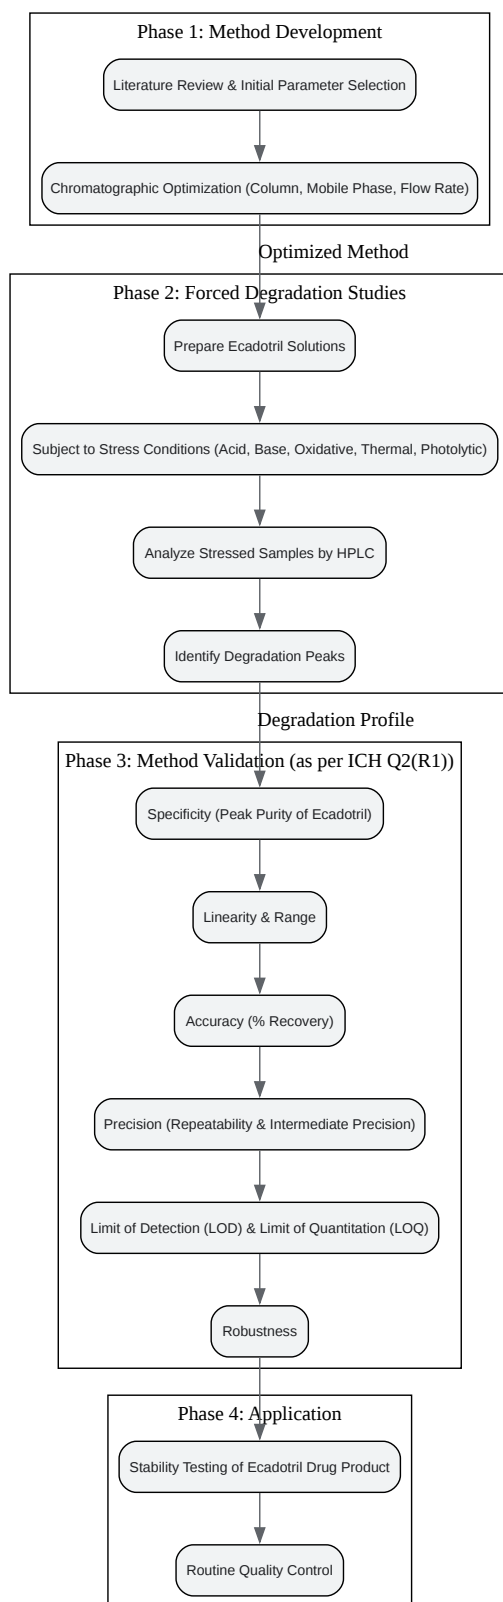 Phase 1: Method Development
Literature Review & Initial Parameter Selection
Chromatographic Optimization (Column, Mobile Phase, Flow Rate)
Optimized Method
Phase 2: Forced Degradation Studies
Prepare Ecadotril Solutions
Subject to Stress Conditions (Acid, Base, Oxidative, Thermal, Photolytic)
Analyze Stressed Samples by HPLC
Identify Degradation Peaks
Degradation Profile
Phase 3: Method Validation (as per ICH Q2(R1))
Specificity (Peak Purity of Ecadotril)
Linearity & Range
Accuracy (% Recovery)
Precision (Repeatability & Intermediate Precision)
Limit of Detection (LOD) & Limit of Quantitation (LOQ)
Robustness
Phase 4: Application
Stability Testing of Ecadotril Drug Product
Routine Quality Control